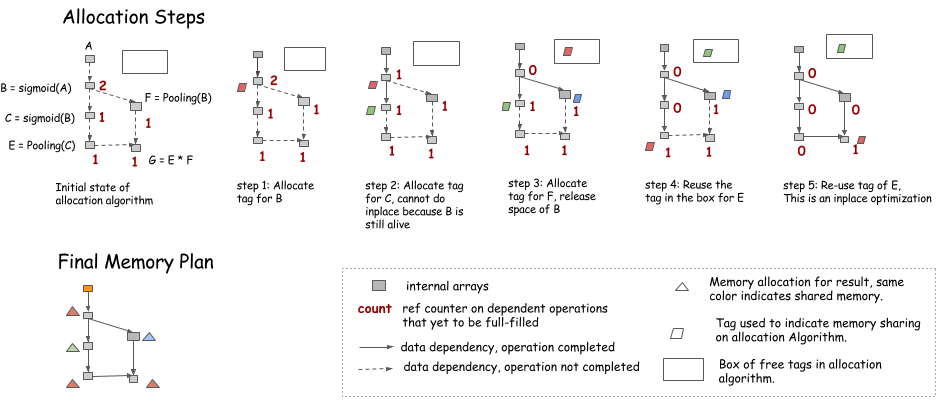 Allocation Steps
A
B = sigmoid(A)
2
F = Pooling(B)
C = sigmoid(B)
1
1
E = Pooling(C)
1
1
G = E * F
Initial state of
allocation algorithm
2
1
1
1
1
step 1: Allocate
tag for B
1
1
1
1
1
step 2: Allocate tag
for C, cannot do
inplace because B is
still alive
0
1
1
1
1
step 3: Allocate
tag for F, release
space of B
0
0
1
1
1
step 4: Reuse the
tag in the box for E
0
0
0
0
1
step 5: Re-use tag of E,
This is an inplace optimization
Final Memory Plan
internal arrays
count
ref counter on dependent operations
that yet to be full-filled
data dependency, operation completed
data dependency, operation not completed
Memory allocation for result, same
color indicates shared memory.
Tag used to indicate memory sharing
on allocation Algorithm.
Box of free tags in allocation
algorithm.